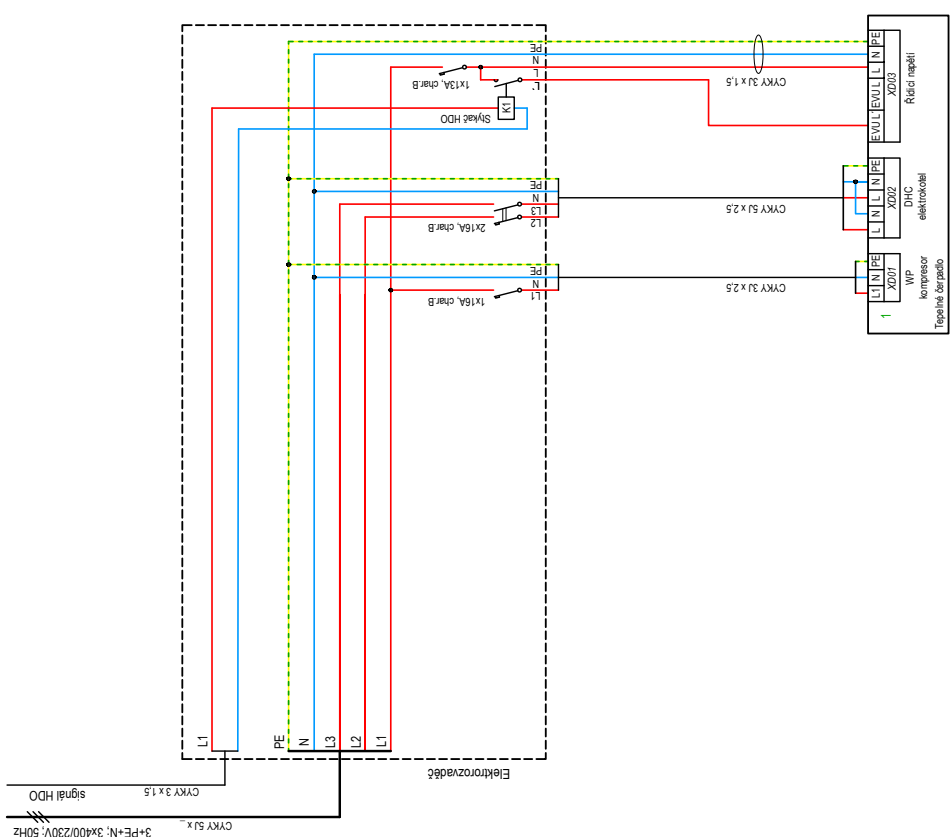 PE
N
L
L'
1x13A, char.B
K1
Stykač HDO
CYKY 3J x 1,5
PE
N
L
EVU L
EVU L'
XD03
Řídicí napětí
PE
N
L3
L2
2x16A, char.B
CYKY 5J x 2,5
PE
N
L
N
L
XD02
DHC
elektrokotel
PE
N
L1
1x16A, char.B
CYKY 3J x 2,5
PE
N
L1
XD01
WP
kompresor
Tepelné čerpadlo
1
L1
PE
N
L3
L2
L1
Elektrorozvaděč
signál HDO
CYKY 3 x 1,5
3+PE+N; 3x400/230V; 50Hz
CYKY 5J x _